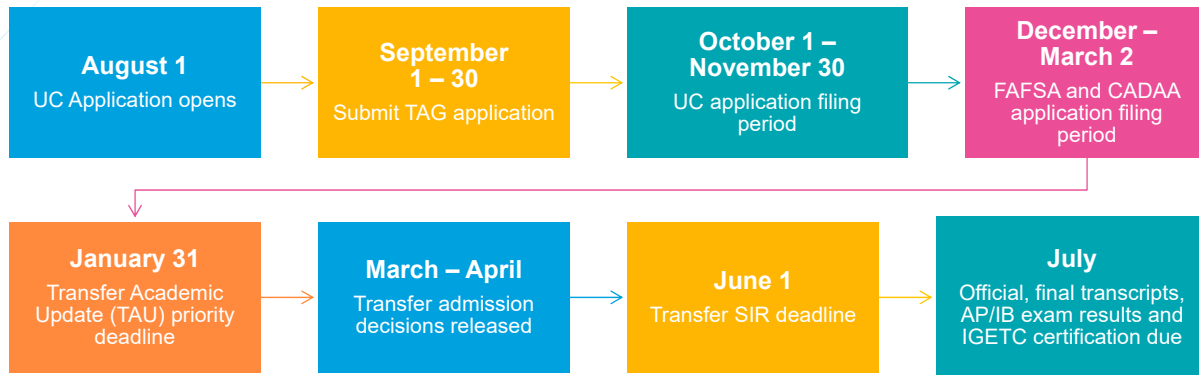 August 1
UC Application opens
September
1 – 30
Submit TAG application
October 1 –
November 30
UC application filing
period
December –
March 2
FAFSA and CADAA
application filing
period
January 31
Transfer Academic
Update (TAU) priority
deadline
March – April
Transfer admission
decisions released
June 1
Transfer SIR deadline
July
Official, final transcripts,
AP/IB exam results and
IGETC certification due